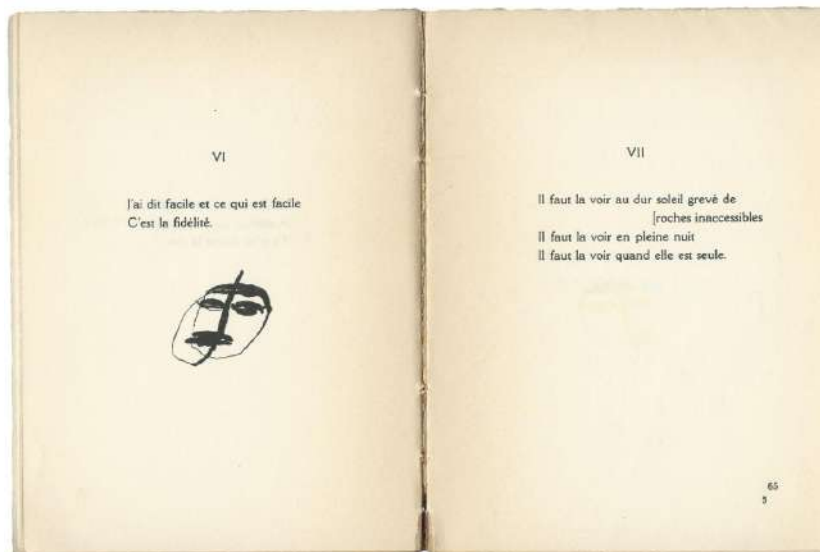 VI
J'ai dit facile et ce qui est facile
C'est la fidélité.
VII
Il faut la voir au dur soleil grevé de
[roches inaccessibles
Il faut la voir en pleine nuit
Il faut la voir quand elle est seule.
65
5